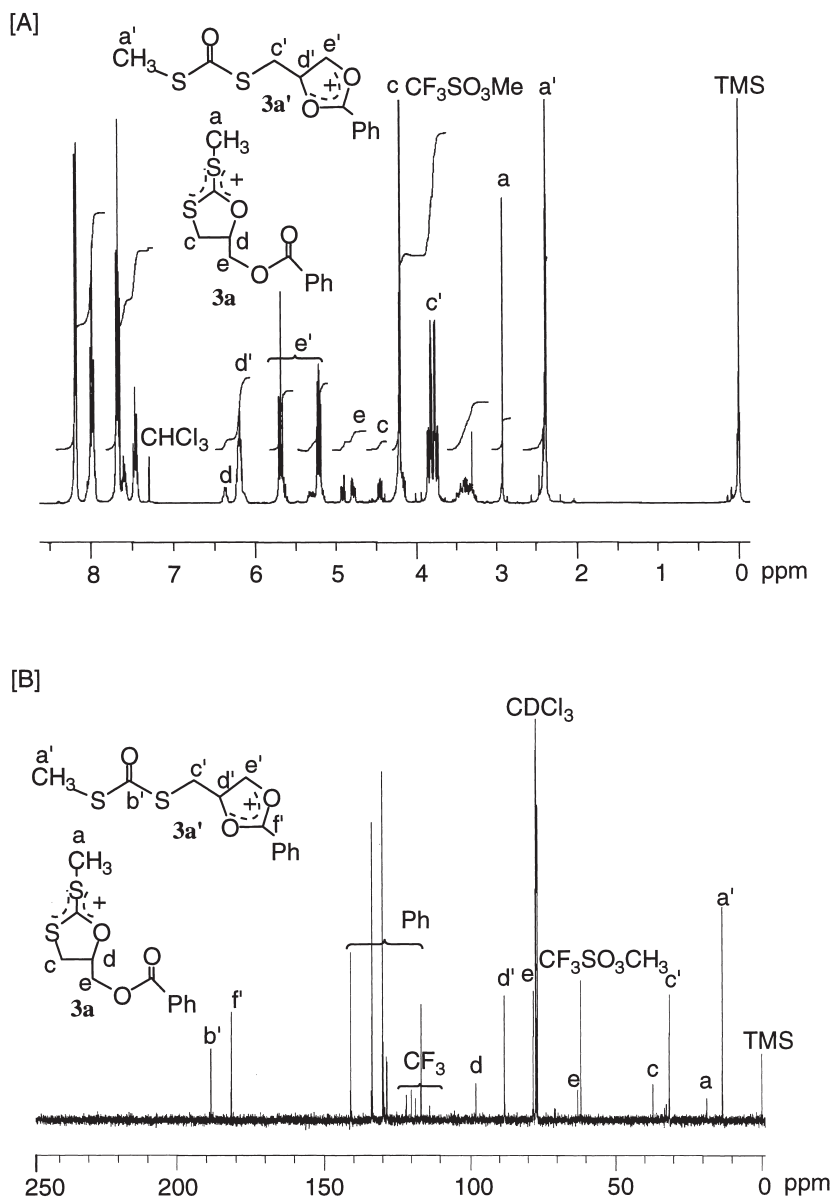 [A]
a'
CH3
S
O
S
c'
d'
e'
O
+
O
3a'
Ph
a
CH3
S
+
S
O
c
d
e
O
O
Ph
3a
c CF3SO3Me
a'
TMS
a
c'
e'
d'
CHCl3
d
e
c
8 7 6 5 4 3 2 1 0 ppm
[B]
a'
CH3
S
O
b'
S
c'
d'
e'
O
+
O
f'
3a'
Ph
a
CH3
S
+
S
O
c
d
e
O
O
Ph
3a
CDCl3
Ph
CF3SO3CH3
a'
d'
e'
c'
f'
b'
CF3
d
e
c
a
TMS
250 200 150 100 50 0 ppm